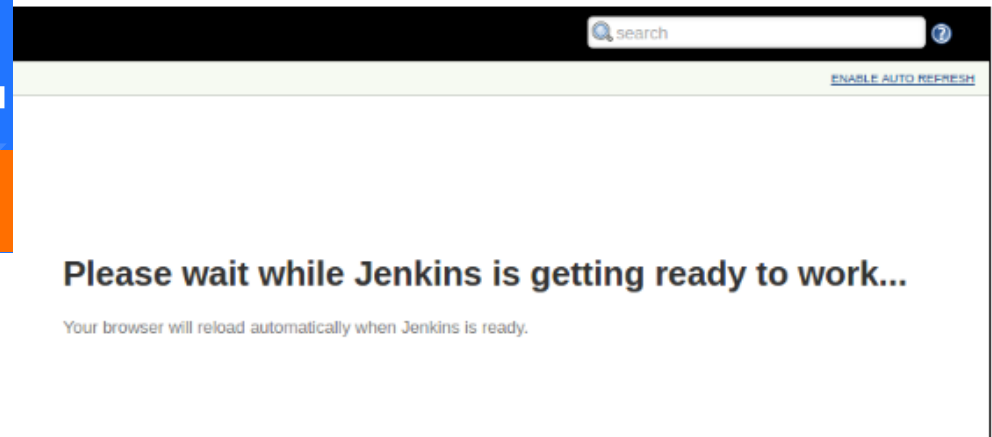 search
ENABLE AUTO REFRESH
Please wait while Jenkins is getting ready to work...
Your browser will reload automatically when Jenkins is ready.